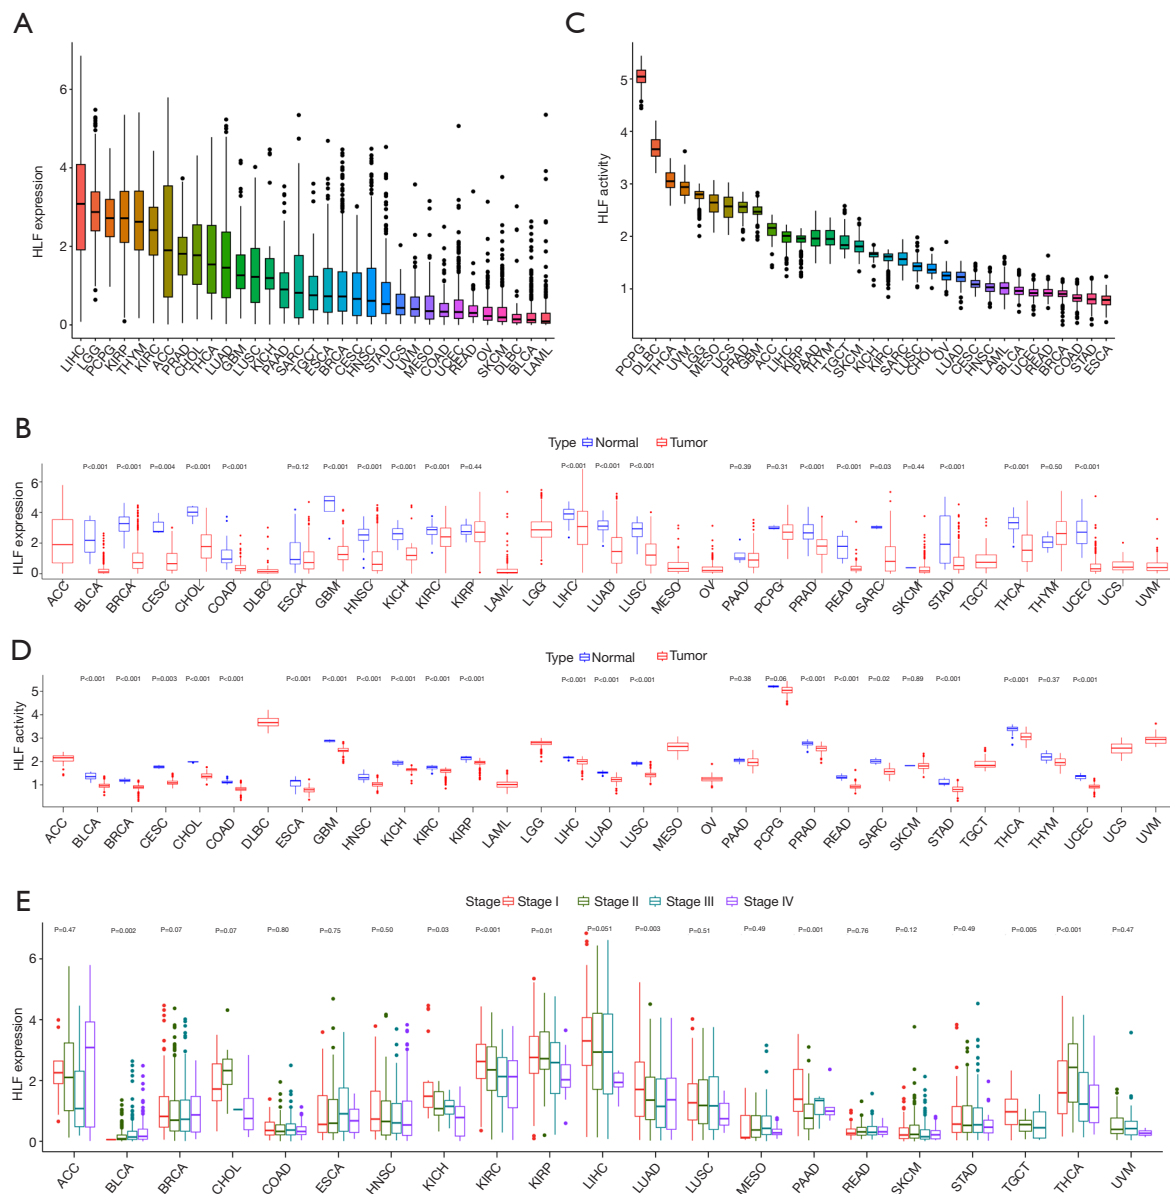 A
HLF expression
6
4
2
0
LIHC LGG PCPG KIRP THYM KIRC ACC PRAD CHOL THCA LUAD GBM LUSC KICH PAAD SARC TGCT ESCA BRCA CESC HNSC STAD UCS UVM MESO COAD UCEC READ OV SKCM DLBC BLCA LAML
C
HLF activity
5
4
3
2
1
PCPG DLBC THCA UVM LGG MESO UCS PRAD GBM ACC LIHC KIRP PAAD THYM TGCT SKCM KICH KIRC SARC LUSC CHOL OV LUAD CESC HNSC LAML BLCA UCEC READ BRCA COAD STAD ESCA
B
Type Normal Tumor
P<0.001 P<0.001 P=0.004 P<0.001 P<0.001 P=0.12 P<0.001 P<0.001 P<0.001 P<0.001 P=0.44 P<0.001 P<0.001 P<0.001 P=0.39 P=0.31 P<0.001 P<0.001 P=0.03 P=0.44 P<0.001 P<0.001 P=0.50 P<0.001
HLF expression
6
4
2
0
ACC BLCA BRCA CESC CHOL COAD DLBC ESCA GBM HNSC KICH KIRC KIRP LAML LGG LIHC LUAD LUSC MESO OV PAAD PCPG PRAD READ SARC SKCM STAD TGCT THCA THYM UCEC UCS UVM
D
Type Normal Tumor
P<0.001 P<0.001 P=0.003 P<0.001 P<0.001 P<0.001 P<0.001 P<0.001 P<0.001 P<0.001 P<0.001 P<0.001 P<0.001 P<0.001 P=0.38 P=0.06 P<0.001 P<0.001 P=0.02 P=0.89 P<0.001 P<0.001 P=0.37 P<0.001
HLF activity
5
4
3
2
1
ACC BLCA BRCA CESC CHOL COAD DLBC ESCA GBM HNSC KICH KIRC KIRP LAML LGG LIHC LUAD LUSC MESO OV PAAD PCPG PRAD READ SARC SKCM STAD TGCT THCA THYM UCEC UCS UVM
E
Stage Stage I Stage II Stage III Stage IV
P=0.47 P=0.002 P=0.07 P=0.07 P=0.80 P=0.75 P=0.50 P=0.03 P<0.001 P=0.01 P=0.051 P=0.003 P=0.51 P=0.49 P=0.001 P=0.76 P=0.12 P=0.49 P=0.005 P<0.001 P=0.47
HLF expression
6
4
2
0
ACC BLCA BRCA CHOL COAD ESCA HNSC KICH KIRC KIRP LIHC LUAD LUSC MESO PAAD READ SKCM STAD TGCT THCA UVM